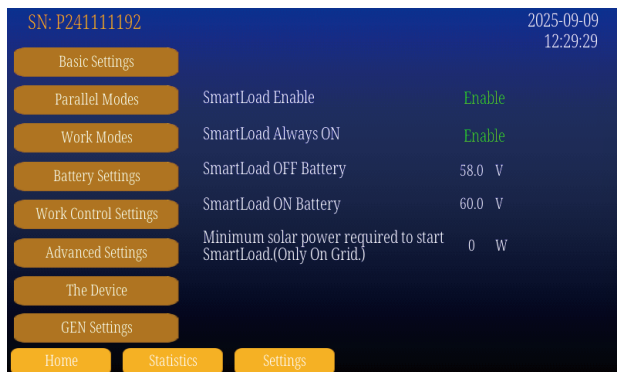 SN: P241111192
2025-09-09
12:29:29
Basic Settings
Parallel Modes
SmartLoad Enable Enable
Work Modes
SmartLoad Always ON Enable
Battery Settings
SmartLoad OFF Battery 58.0 V
Work Control Settings
SmartLoad ON Battery 60.0 V
Advanced Settings
Minimum solar power required to start
SmartLoad.(Only On Grid.) 0 W
The Device
GEN Settings
Home Statistics Settings